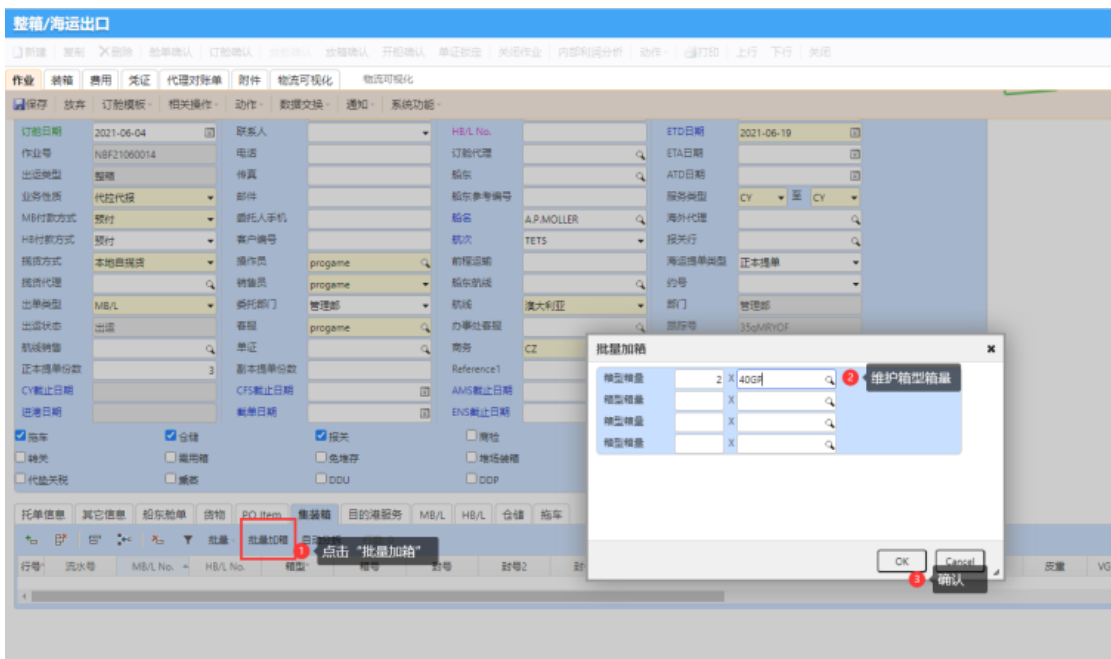 整箱/海运出口
新建 复制 删除 舱单确认 订舱确认 放箱确认 开船确认 单证锁定 关闭作业 内部利润分析 动作 打印 上行 下行 关闭
作业 装箱 费用 凭证 代理对账单 附件 物流可视化 物流可视化
保存 放弃 订舱模板 相关操作 动作 数据交换 通知 系统功能
订舱日期 2021-06-04 联系人 HB/L No. ETD日期 2021-06-19
作业号 NBF21060014 电话 订舱代理 ETA日期
出运类型 整箱 传真 船东 ATD日期
业务性质 代拉代报 邮件 船东参考编号 服务类型 CY 至 CY
MB付款方式 预付 委托人手机 船名 A.P.MOLLER 海外代理
HB付款方式 预付 客户编号 航次 TETS 报关行
提货方式 本地自提货 操作员 progame 前程运输 海运提单类型 正本提单
提货代理 销售员 progame 船东航线 约号
出单类型 MB/L 委托部门 管理部 航线 澳大利亚 部门 管理部
出运状态 出运 客服 progame 办事处客服 跟踪号 35qMRYOF
航线销售 单证 商务 CZ
正本提单份数 3 副本提单份数 Reference1
CY截止日期 CFS截止日期 AMS截止日期
进港日期 截单日期 ENS截止日期
拖车 仓储 报关 商检
转关 需用箱 免堆存 堆场装箱
代垫关税 熏蒸 DDU DDP
批量加箱
箱型箱量 2 X 40GP 2 维护箱型箱量
箱型箱量 X
箱型箱量 X
箱型箱量 X
OK Cancel
3 确认
托单信息 其它信息 船东舱单 货物 PO Item 集装箱 目的港服务 MB/L HB/L 仓储 拖车
批量 批量加箱
1 点击“批量加箱”
行号 流水号 MB/L No. HB/L No. 箱型 箱号 封号 封号2 皮重 VG